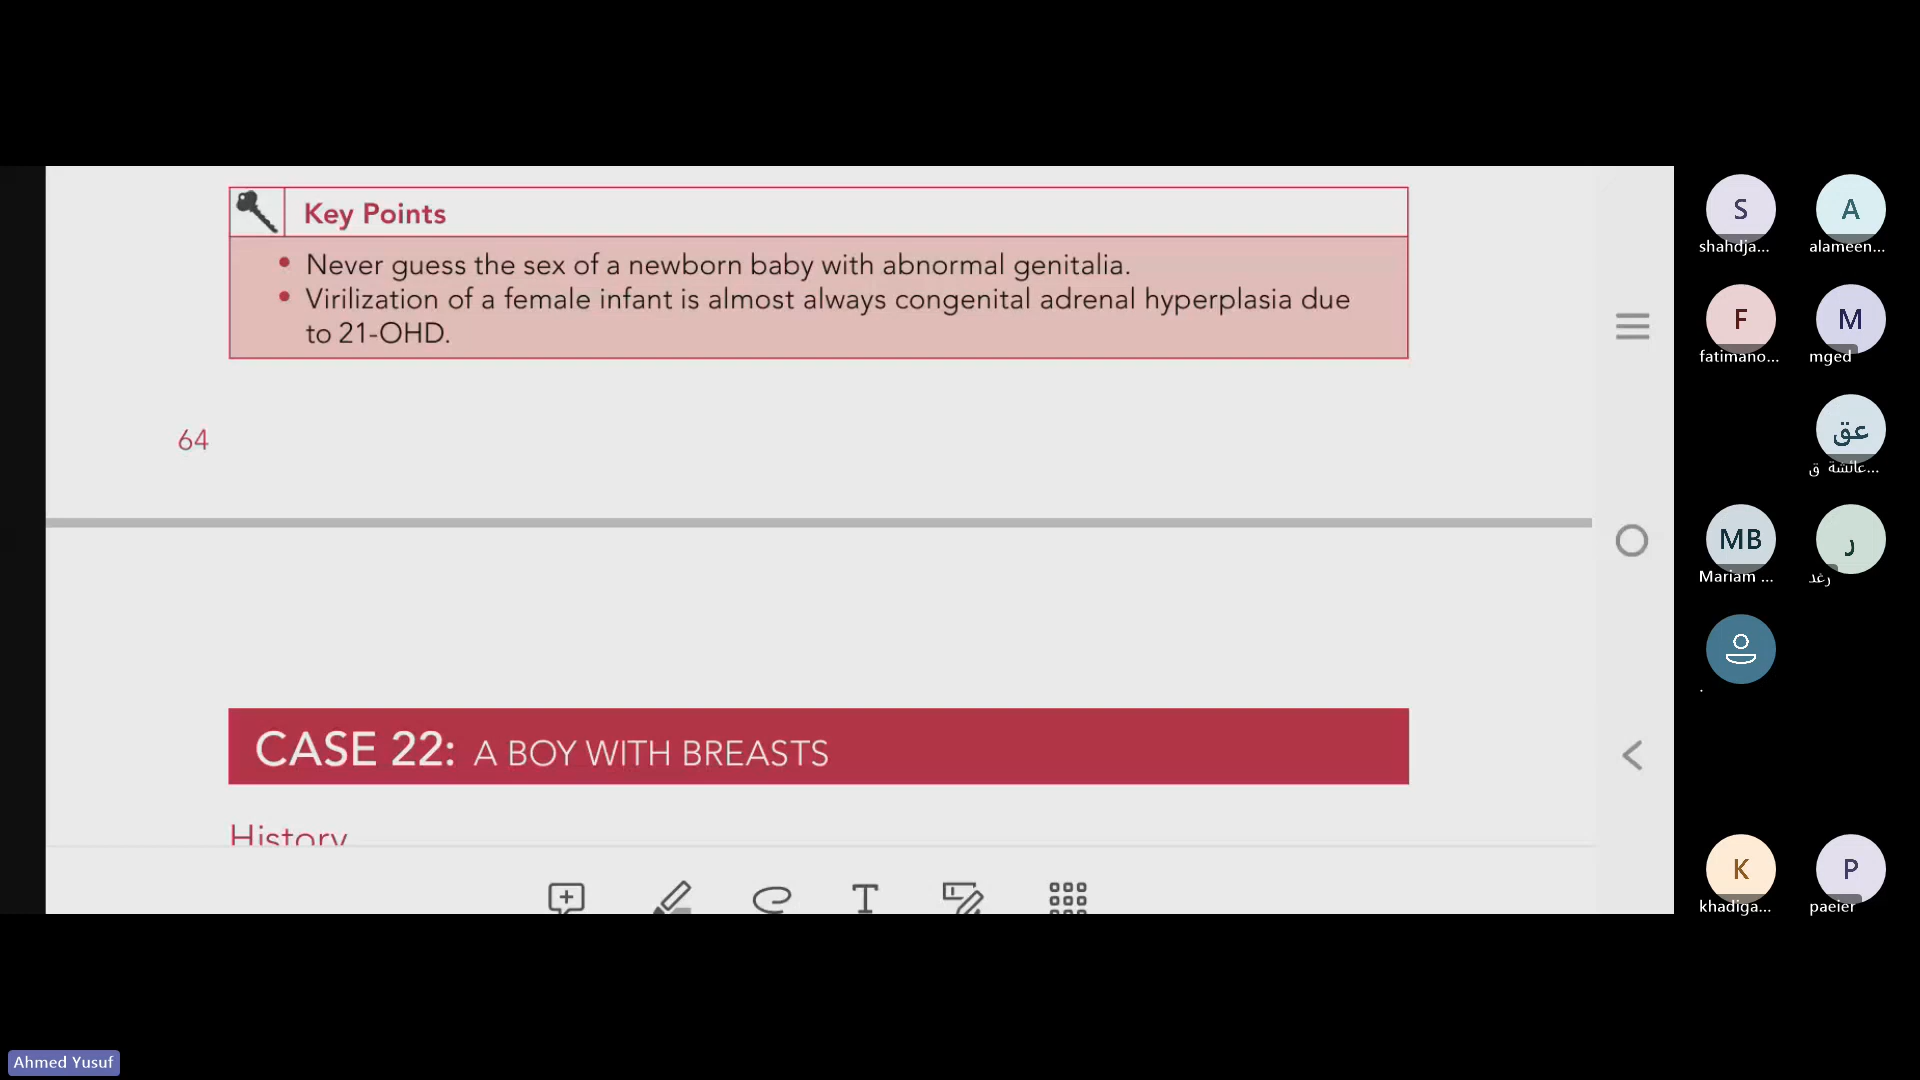 Key Points
• Never guess the sex of a newborn baby with abnormal genitalia.
• Virilization of a female infant is almost always congenital adrenal hyperplasia due
to 21-OHD.
64
CASE 22: A BOY WITH BREASTS
History
S
shahdja...
A
alameen...
F
fatimano...
M
mged
عق
عائشة ق...
MB
Mariam ...
ر
رغد
.
K
khadiga...
P
paeier
T
Ahmed Yusuf